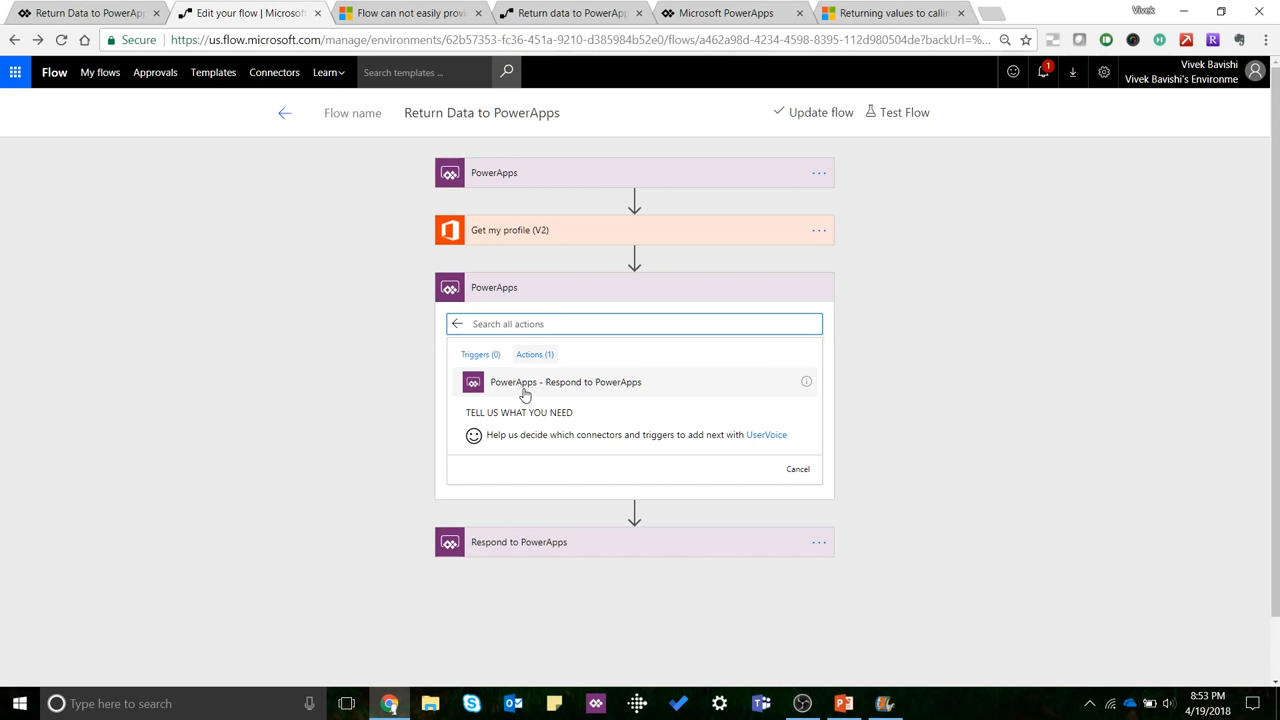 Return Data to PowerApp
Edit your flow | Microsof
Flow can not easily provi
Return data to PowerApp
Microsoft PowerApps
Returning values to calli
Vivek
Secure
https://us.flow.microsoft.com/manage/environments/62b57353-fc36-451a-9210-d385984b52e0/flows/a462a98d-4234-4598-8395-112d980504de?backUrl=%...
Flow
My flows
Approvals
Templates
Connectors
Learn
Search templates ...
1
Vivek Bavishi
Vivek Bavishi's Environme
Flow name
Return Data to PowerApps
Update flow
Test Flow
PowerApps
...
Get my profile (V2)
...
PowerApps
Search all actions
Triggers (0)
Actions (1)
PowerApps - Respond to PowerApps
TELL US WHAT YOU NEED
Help us decide which connectors and triggers to add next with UserVoice
Cancel
Respond to PowerApps
...
Type here to search
8:53 PM
4/19/2018